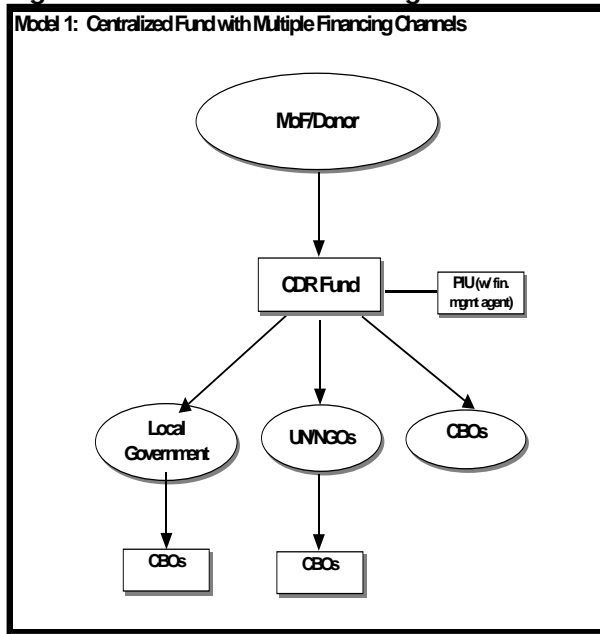 Model 1: Centralized Fund with Multiple Financing Channels
MoF/Donor
CDR Fund
PIU (w/ fin.
mgmt agent)
Local
Government
UN/NGOs
CBOs
CBOs
CBOs